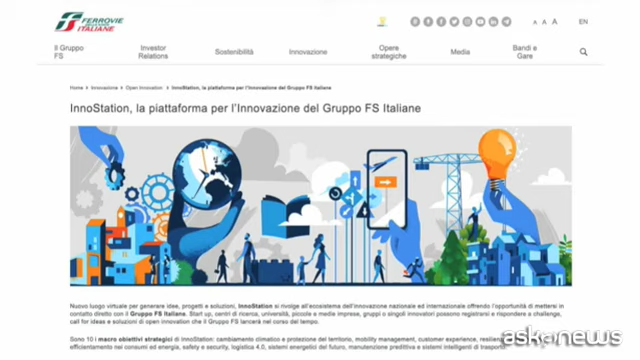 FERROVIE
DELLO STATO
ITALIANE
A A A
EN
Il Gruppo FS
Investor Relations
Sostenibilità
Innovazione
Opere strategiche
Media
Bandi e Gare
Home > Innovazione > Open Innovation > InnoStation, la piattaforma per l'Innovazione del Gruppo FS Italiane
InnoStation, la piattaforma per l'Innovazione del Gruppo FS Italiane
Nuovo luogo virtuale per generare idee, progetti e soluzioni, InnoStation si rivolge all'ecosistema dell'innovazione nazionale ed internazionale offrendo l'opportunità di mettersi in
contatto diretto con il Gruppo FS Italiane. Start up, centri di ricerca, università, piccole e medie imprese, gruppi e singoli innovatori possono registrarsi e rispondere a challenge,
call for ideas e soluzioni di open innovation che il Gruppo FS lancerà nel corso del tempo.
Sono 10 i macro obiettivi strategici di InnoStation: cambiamento climatico e protezione del territorio, mobility management, customer experience,
efficientamento nei consumi ed energia, safety e security, logistica 4.0, sistemi energetici del futuro, manutenzione predittiva e sistemi intelligenti di trasporto.
askanews